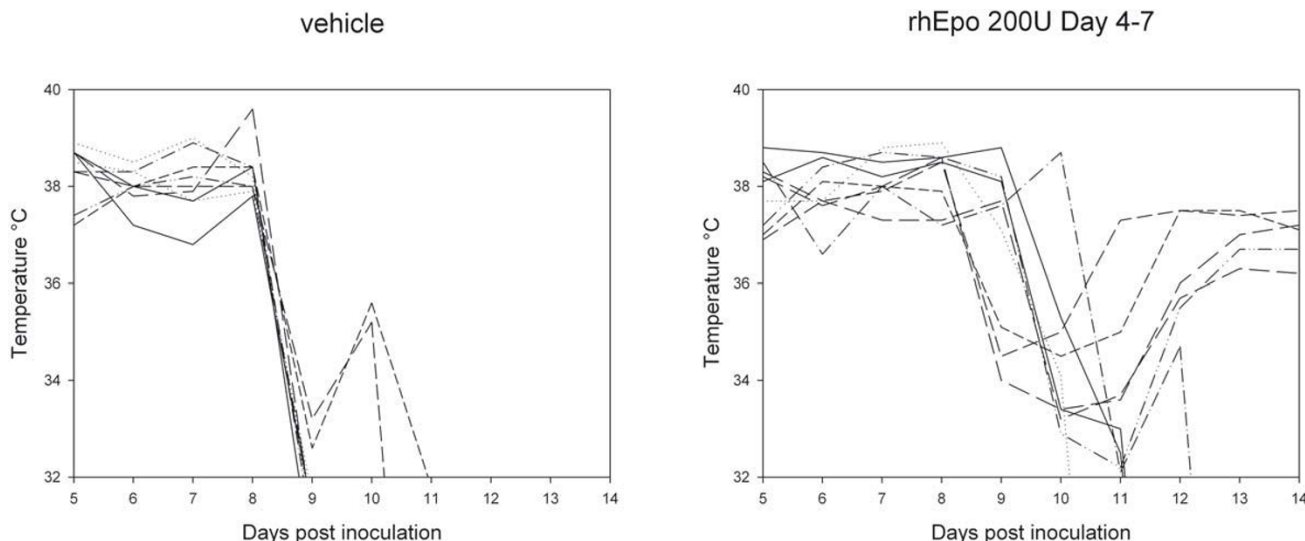 vehicle
rhEpo 200U Day 4-7
40
38
36
34
32
Temperature °C
5 6 7 8 9 10 11 12 13 14
Days post inoculation
40
38
36
34
32
Temperature °C
5 6 7 8 9 10 11 12 13 14
Days post inoculation